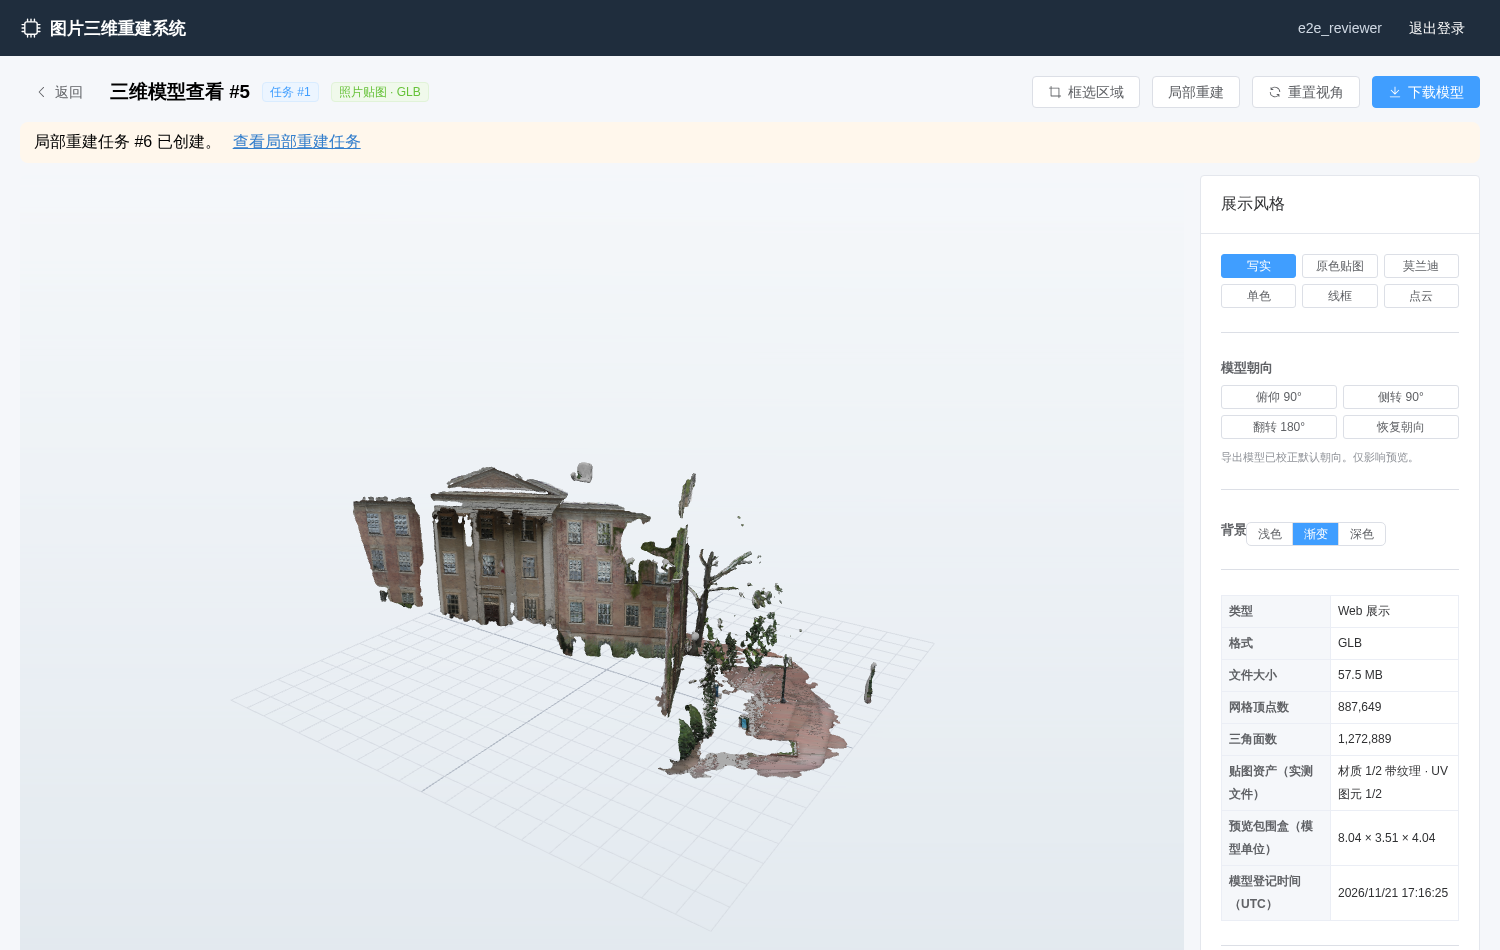 图片三维重建系统
e2e_reviewer
退出登录
返回
三维模型查看 #5
任务 #1
照片贴图 · GLB
框选区域
局部重建
重置视角
下载模型
局部重建任务 #6 已创建。
查看局部重建任务
展示风格
写实
原色贴图
莫兰迪
单色
线框
点云
模型朝向
俯仰 90°
侧转 90°
翻转 180°
恢复朝向
导出模型已校正默认朝向。仅影响预览。
背景
浅色
渐变
深色
类型
Web 展示
格式
GLB
文件大小
57.5 MB
网格顶点数
887,649
三角面数
1,272,889
贴图资产（实测
文件）
材质 1/2 带纹理 · UV
图元 1/2
预览包围盒（模
型单位）
8.04 × 3.51 × 4.04
模型登记时间
（UTC）
2026/11/21 17:16:25